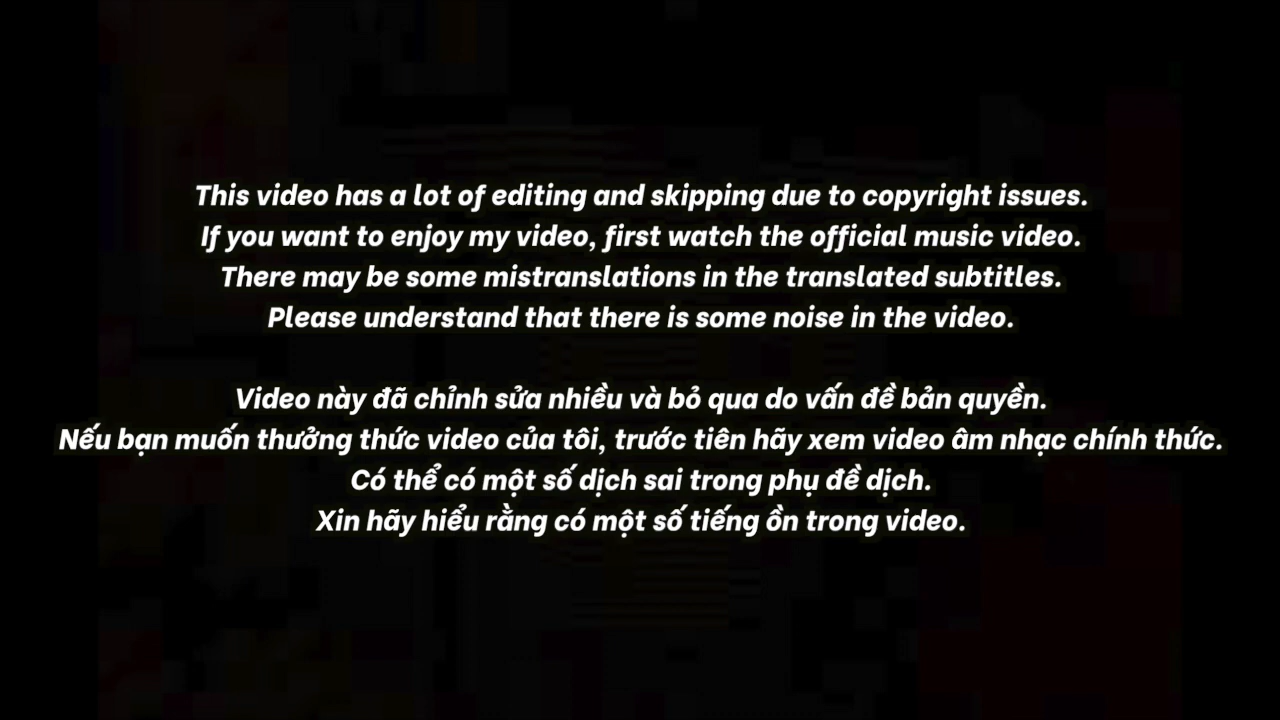 This video has a lot of editing and skipping due to copyright issues.
If you want to enjoy my video, first watch the official music video.
There may be some mistranslations in the translated subtitles.
Please understand that there is some noise in the video.
Video này đã chỉnh sửa nhiều và bỏ qua do vấn đề bản quyền.
Nếu bạn muốn thưởng thức video của tôi, trước tiên hãy xem video âm nhạc chính thức.
Có thể có một số dịch sai trong phụ đề dịch.
Xin hãy hiểu rằng có một số tiếng ồn trong video.